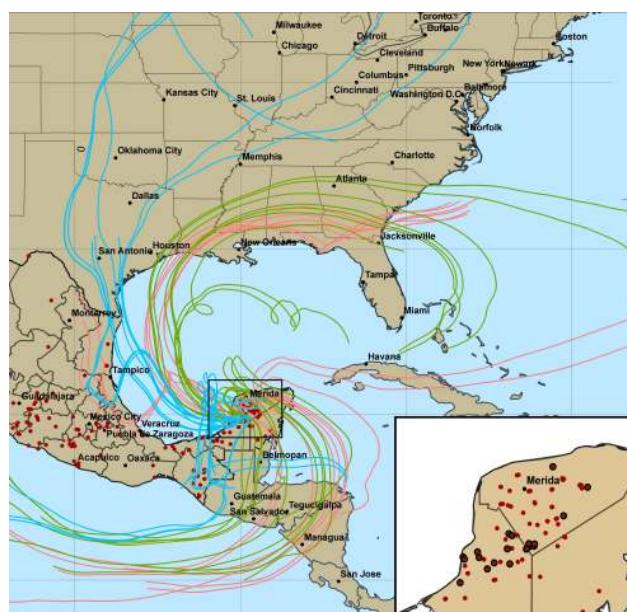 Toronto
Milwaukee
Buffalo
Detroit
Boston
Chicago
Cleveland
New York
Newark
Columbus
Pittsburgh
Kansas City
St. Louis
Cincinnati
Washington D.C.
Baltimore
Norfolk
Oklahoma City
Memphis
Charlotte
Dallas
Atlanta
San Antonio
Houston
New Orleans
Jacksonville
Tampa
Monterrey
Miami
Havana
Tampico
Guadalajara
Merida
Mexico City
Veracruz
Puebla de Zaragoza
Acapulco
Oaxaca
Belmopan
Merida
Guatemala
San Salvador
Tegucigalpa
Managua
San Jose